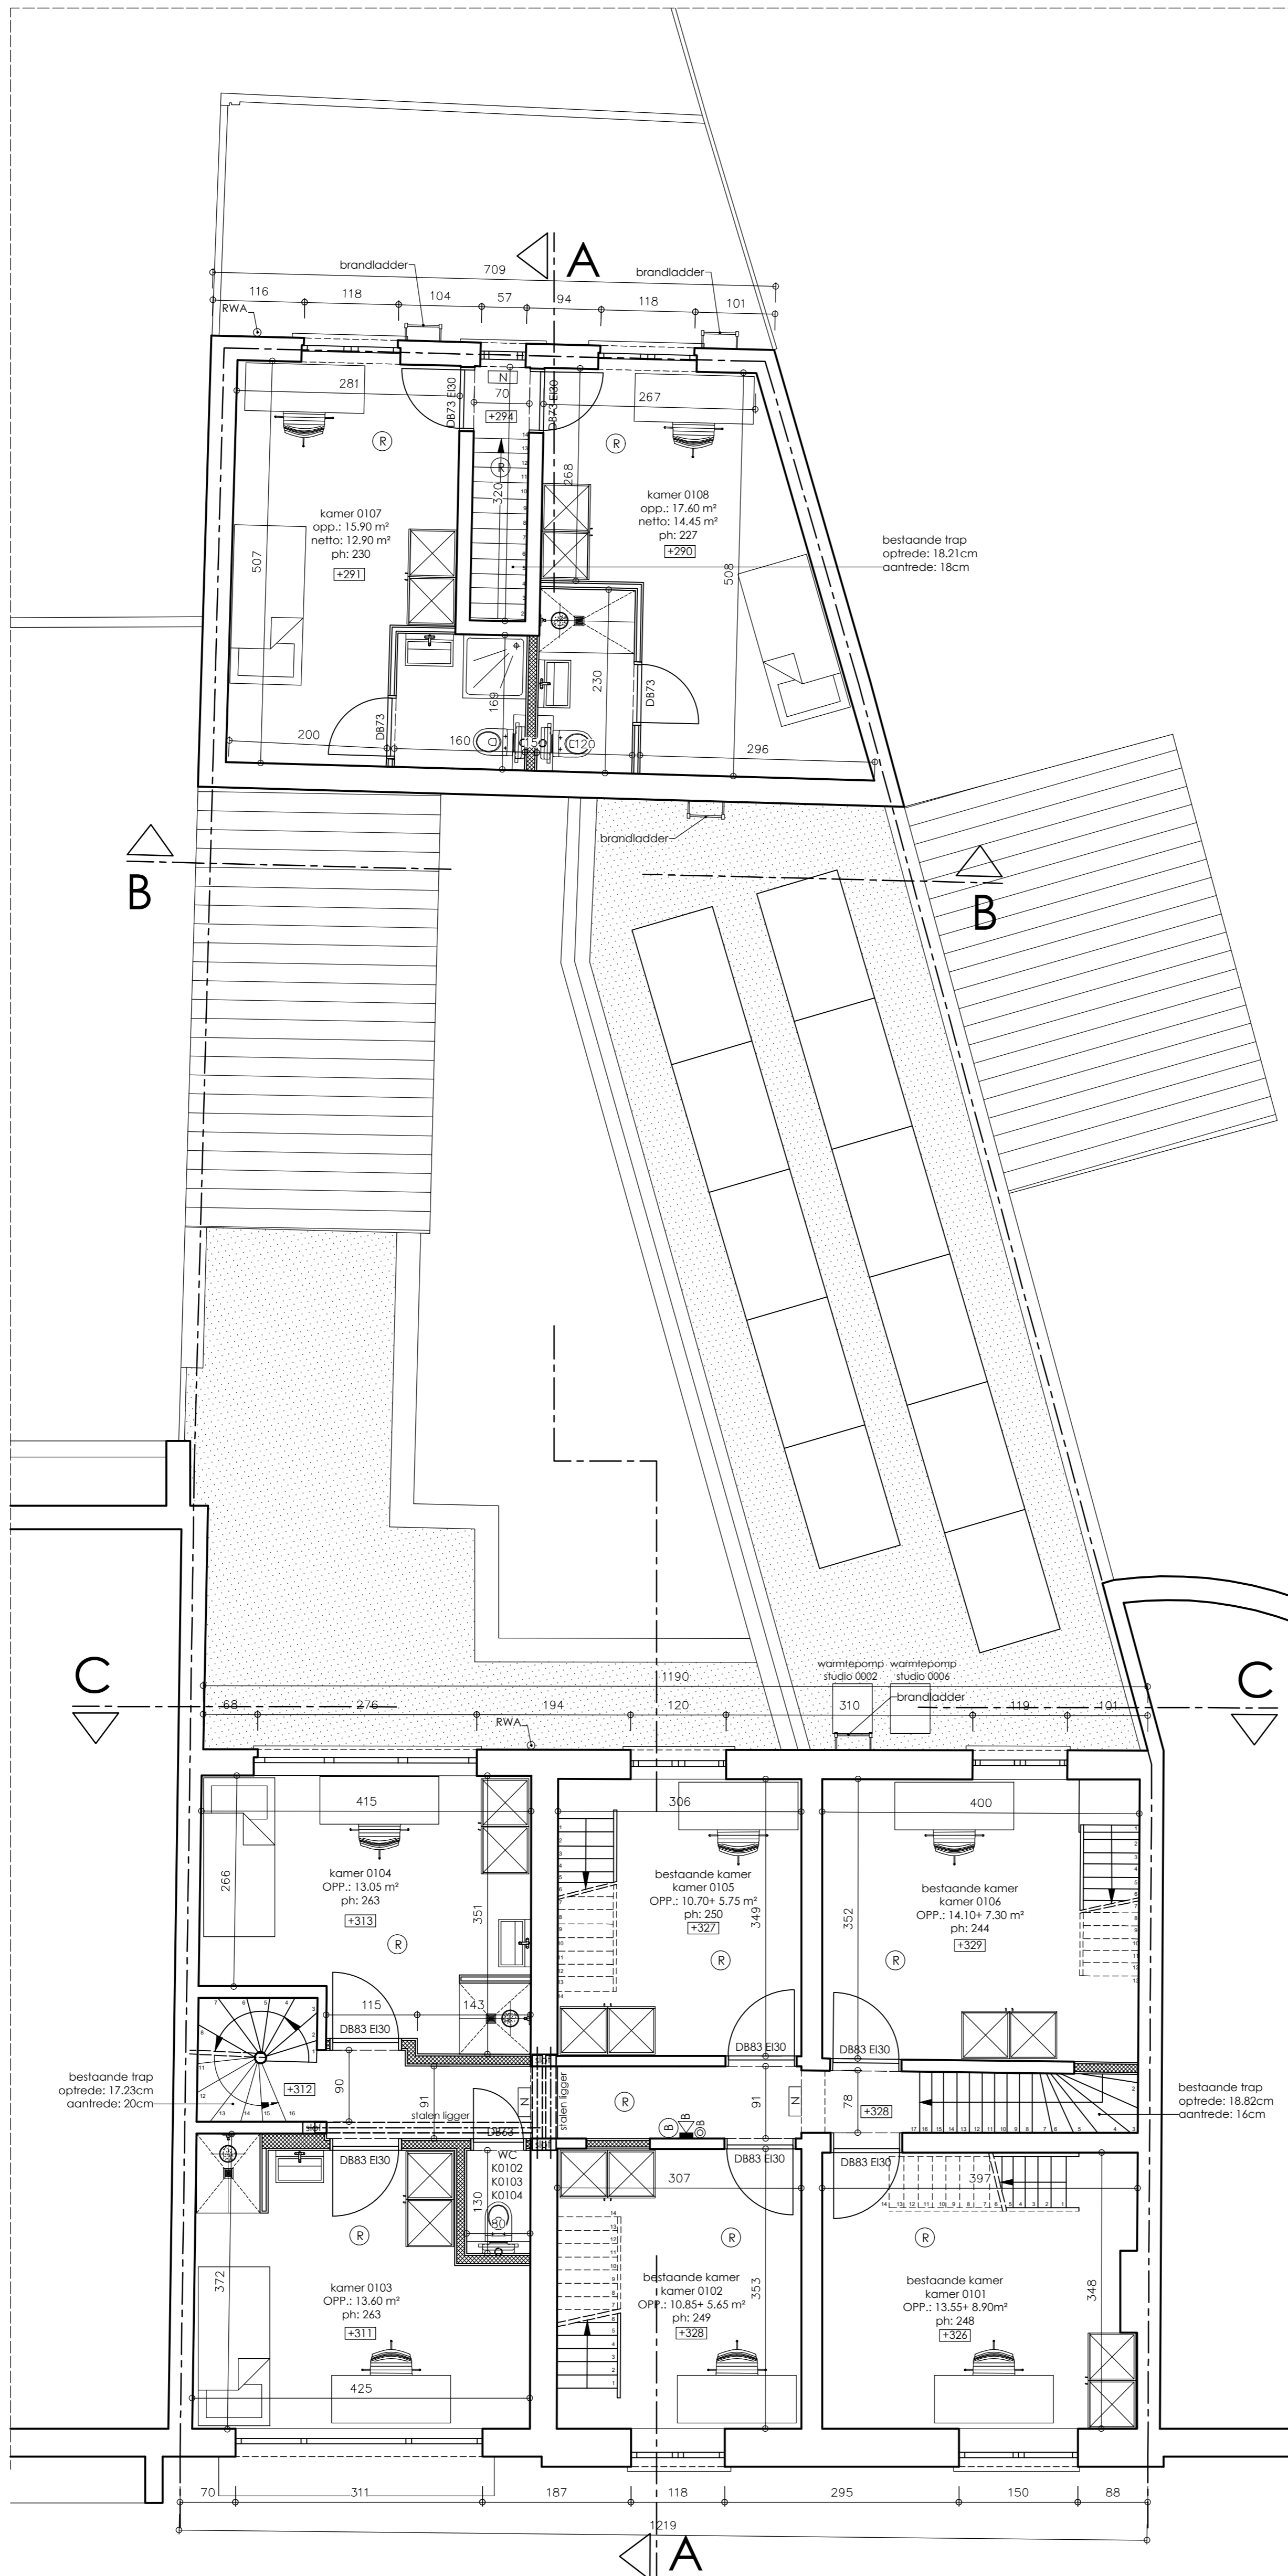 A
brandladder
709
brandladder
116
118
104
57
94
118
101
RWA
281
DB73 EI30
N
70
+294
DB73 EI30
267
R
R
R
320
268
kamer 0107
opp.: 15.90 m²
netto: 12.90 m²
ph: 230
+291
kamer 0108
opp.: 17.60 m²
netto: 14.45 m²
ph: 227
+290
bestaande trap
optrede: 18.21cm
aantrede: 18cm
507
508
169
230
DB73
DB73
200
160
15
120
296
brandladder
B
B
warmtepomp
studio 0002
warmtepomp
studio 0006
C
C
1190
brandladder
68
276
194
120
310
119
101
RWA
415
306
400
266
351
349
352
kamer 0104
OPP.: 13.05 m²
ph: 263
+313
R
bestaande kamer
kamer 0105
OPP.: 10.70+ 5.75 m²
ph: 250
+327
R
bestaande kamer
kamer 0106
OPP.: 14.10+ 7.30 m²
ph: 244
+329
R
115
143
DB83 EI30
DB83 EI30
DB83 EI30
bestaande trap
optrede: 17.23cm
aantrede: 20cm
+312
90
91
stalen ligger
N
stalen ligger
R
B
B
B
91
N
78
+328
bestaande trap
optrede: 18.82cm
aantrede: 16cm
DB63
DB83 EI30
WC
K0102
K0103
K0104
130
80
DB83 EI30
DB83 EI30
307
397
R
R
R
372
353
348
kamer 0103
OPP.: 13.60 m²
ph: 263
+311
bestaande kamer
kamer 0102
OPP.: 10.85+ 5.65 m²
ph: 249
+328
bestaande kamer
kamer 0101
OPP.: 13.55+ 8.90m²
ph: 248
+326
425
70
311
187
118
295
150
88
1219
A